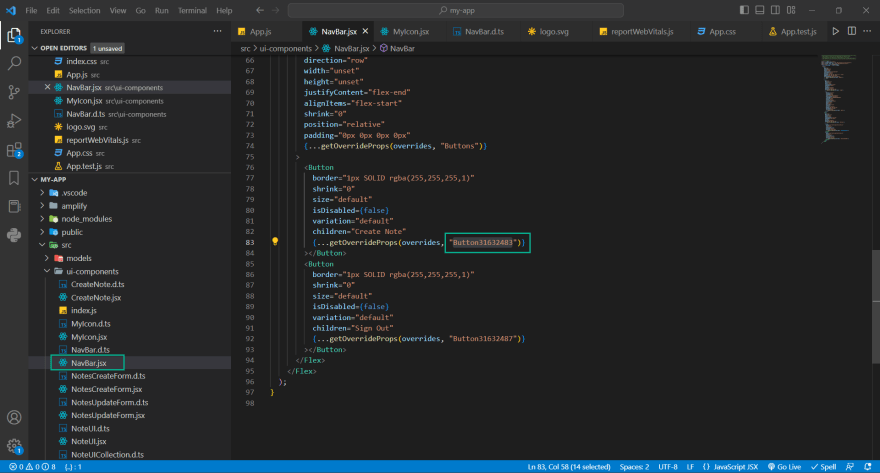 File Edit Selection View Go Run Terminal Help
my-app
EXPLORER
OPEN EDITORS 1 unsaved
index.css src
App.js src
NavBar.jsx src\ui-components
MyIcon.jsx src\ui-components
NavBar.d.ts src\ui-components
logo.svg src
reportWebVitals.js src
App.css src
App.test.js src
MY-APP
.vscode
amplify
node_modules
public
src
models
ui-components
CreateNote.d.ts
CreateNote.jsx
index.js
MyIcon.d.ts
MyIcon.jsx
NavBar.d.ts
NavBar.jsx
NotesCreateForm.d.ts
NotesCreateForm.jsx
NotesUpdateForm.d.ts
NotesUpdateForm.jsx
NoteUI.d.ts
NoteUI.jsx
NoteUICollection.d.ts
App.js NavBar.jsx MyIcon.jsx NavBar.d.ts logo.svg reportWebVitals.js App.css App.test.js
src > ui-components > NavBar.jsx > NavBar
66 direction="row"
67 width="unset"
68 height="unset"
69 justifyContent="flex-end"
70 alignItems="flex-start"
71 shrink="0"
72 position="relative"
73 padding="0px 0px 0px 0px"
74 {...getOverrideProps(overrides, "Buttons")}
75 >
76 <Button
77 border="1px SOLID rgba(255,255,255,1)"
78 shrink="0"
79 size="default"
80 isDisabled={false}
81 variation="default"
82 children="Create Note"
83 {...getOverrideProps(overrides, "Button31632483")}
84 ></Button>
85 <Button
86 border="1px SOLID rgba(255,255,255,1)"
87 shrink="0"
88 size="default"
89 isDisabled={false}
90 variation="default"
91 children="Sign Out"
92 {...getOverrideProps(overrides, "Button31632487")}
93 ></Button>
94 </Flex>
95 </Flex>
96 );
97 }
98
0 0 8 {..} : 1 Ln 83, Col 58 (14 selected) Spaces: 2 UTF-8 LF {} JavaScript JSX Go Live Spell